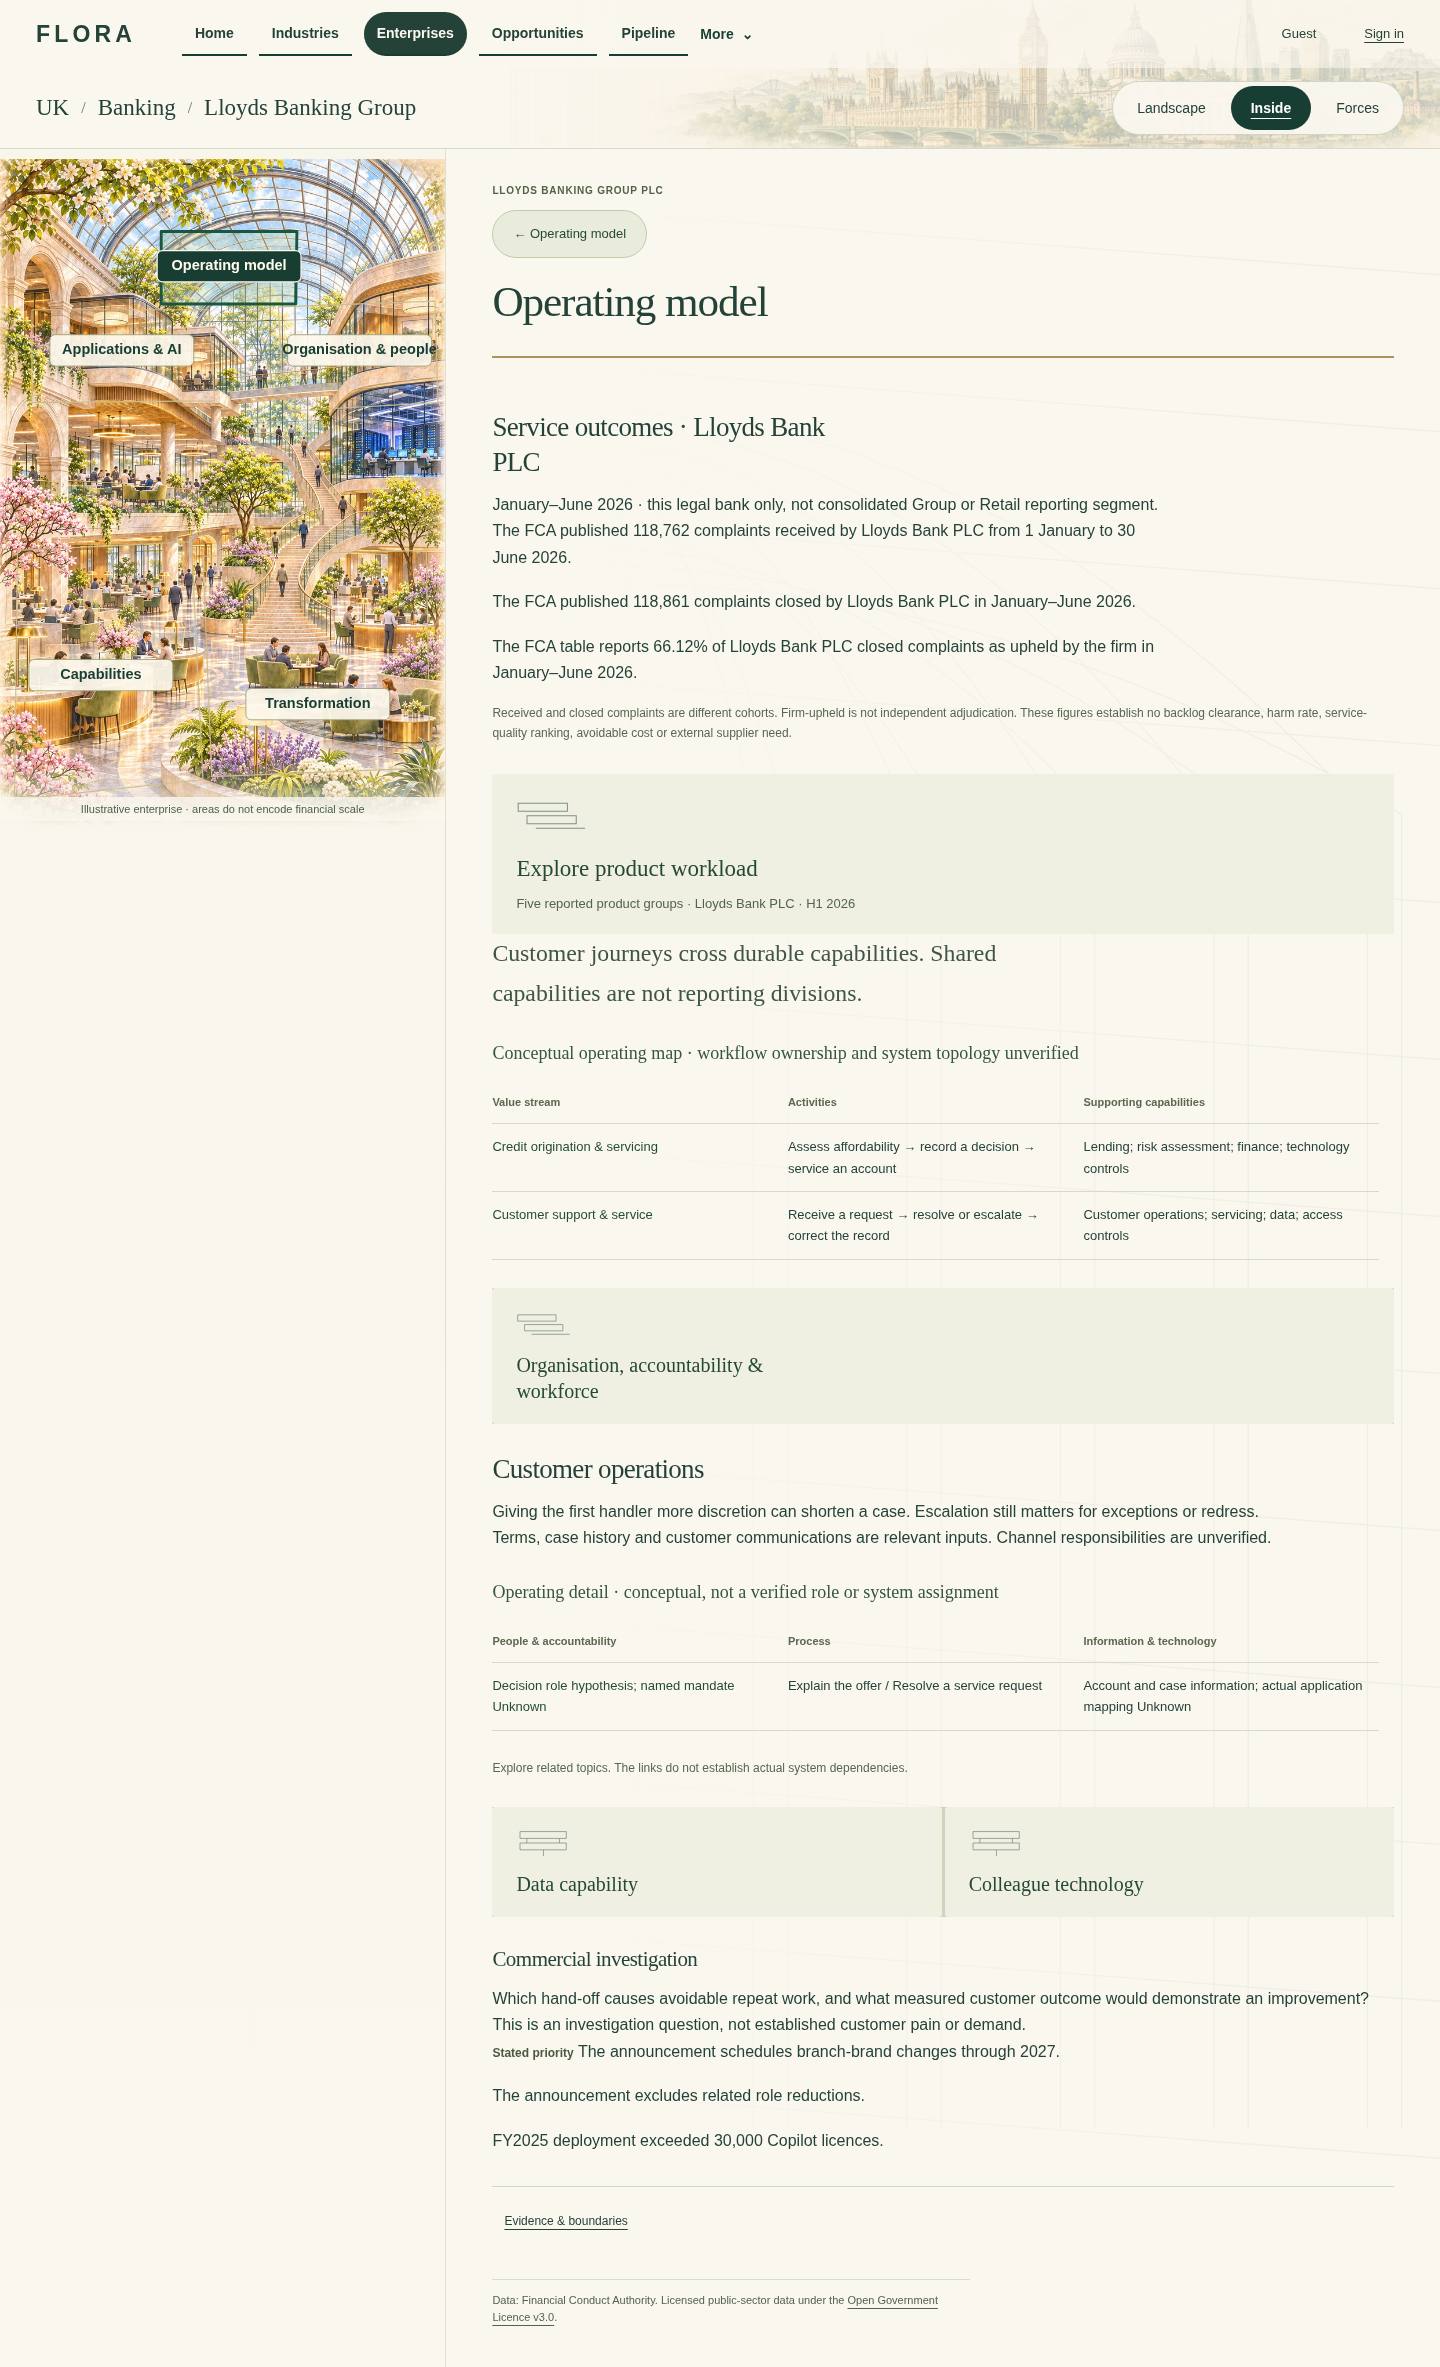 FLORA
Home
Industries
Enterprises
Opportunities
Pipeline
More
Guest
Sign in
UK / Banking / Lloyds Banking Group
Landscape
Inside
Forces
Operating model
Applications & AI
Organisation & people
Capabilities
Transformation
Illustrative enterprise · areas do not encode financial scale
LLOYDS BANKING GROUP PLC
← Operating model
Operating model
Service outcomes · Lloyds Bank
PLC
January–June 2026 · this legal bank only, not consolidated Group or Retail reporting segment.
The FCA published 118,762 complaints received by Lloyds Bank PLC from 1 January to 30
June 2026.
The FCA published 118,861 complaints closed by Lloyds Bank PLC in January–June 2026.
The FCA table reports 66.12% of Lloyds Bank PLC closed complaints as upheld by the firm in
January–June 2026.
Received and closed complaints are different cohorts. Firm-upheld is not independent adjudication. These figures establish no backlog clearance, harm rate, service-
quality ranking, avoidable cost or external supplier need.
Explore product workload
Five reported product groups · Lloyds Bank PLC · H1 2026
Customer journeys cross durable capabilities. Shared
capabilities are not reporting divisions.
Conceptual operating map · workflow ownership and system topology unverified
Value stream
Activities
Supporting capabilities
Credit origination & servicing
Assess affordability → record a decision →
service an account
Lending; risk assessment; finance; technology
controls
Customer support & service
Receive a request → resolve or escalate →
correct the record
Customer operations; servicing; data; access
controls
Organisation, accountability &
workforce
Customer operations
Giving the first handler more discretion can shorten a case. Escalation still matters for exceptions or redress.
Terms, case history and customer communications are relevant inputs. Channel responsibilities are unverified.
Operating detail · conceptual, not a verified role or system assignment
People & accountability
Process
Information & technology
Decision role hypothesis; named mandate
Unknown
Explain the offer / Resolve a service request
Account and case information; actual application
mapping Unknown
Explore related topics. The links do not establish actual system dependencies.
Data capability
Colleague technology
Commercial investigation
Which hand-off causes avoidable repeat work, and what measured customer outcome would demonstrate an improvement?
This is an investigation question, not established customer pain or demand.
Stated priority The announcement schedules branch-brand changes through 2027.
The announcement excludes related role reductions.
FY2025 deployment exceeded 30,000 Copilot licences.
Evidence & boundaries
Data: Financial Conduct Authority. Licensed public-sector data under the Open Government
Licence v3.0.